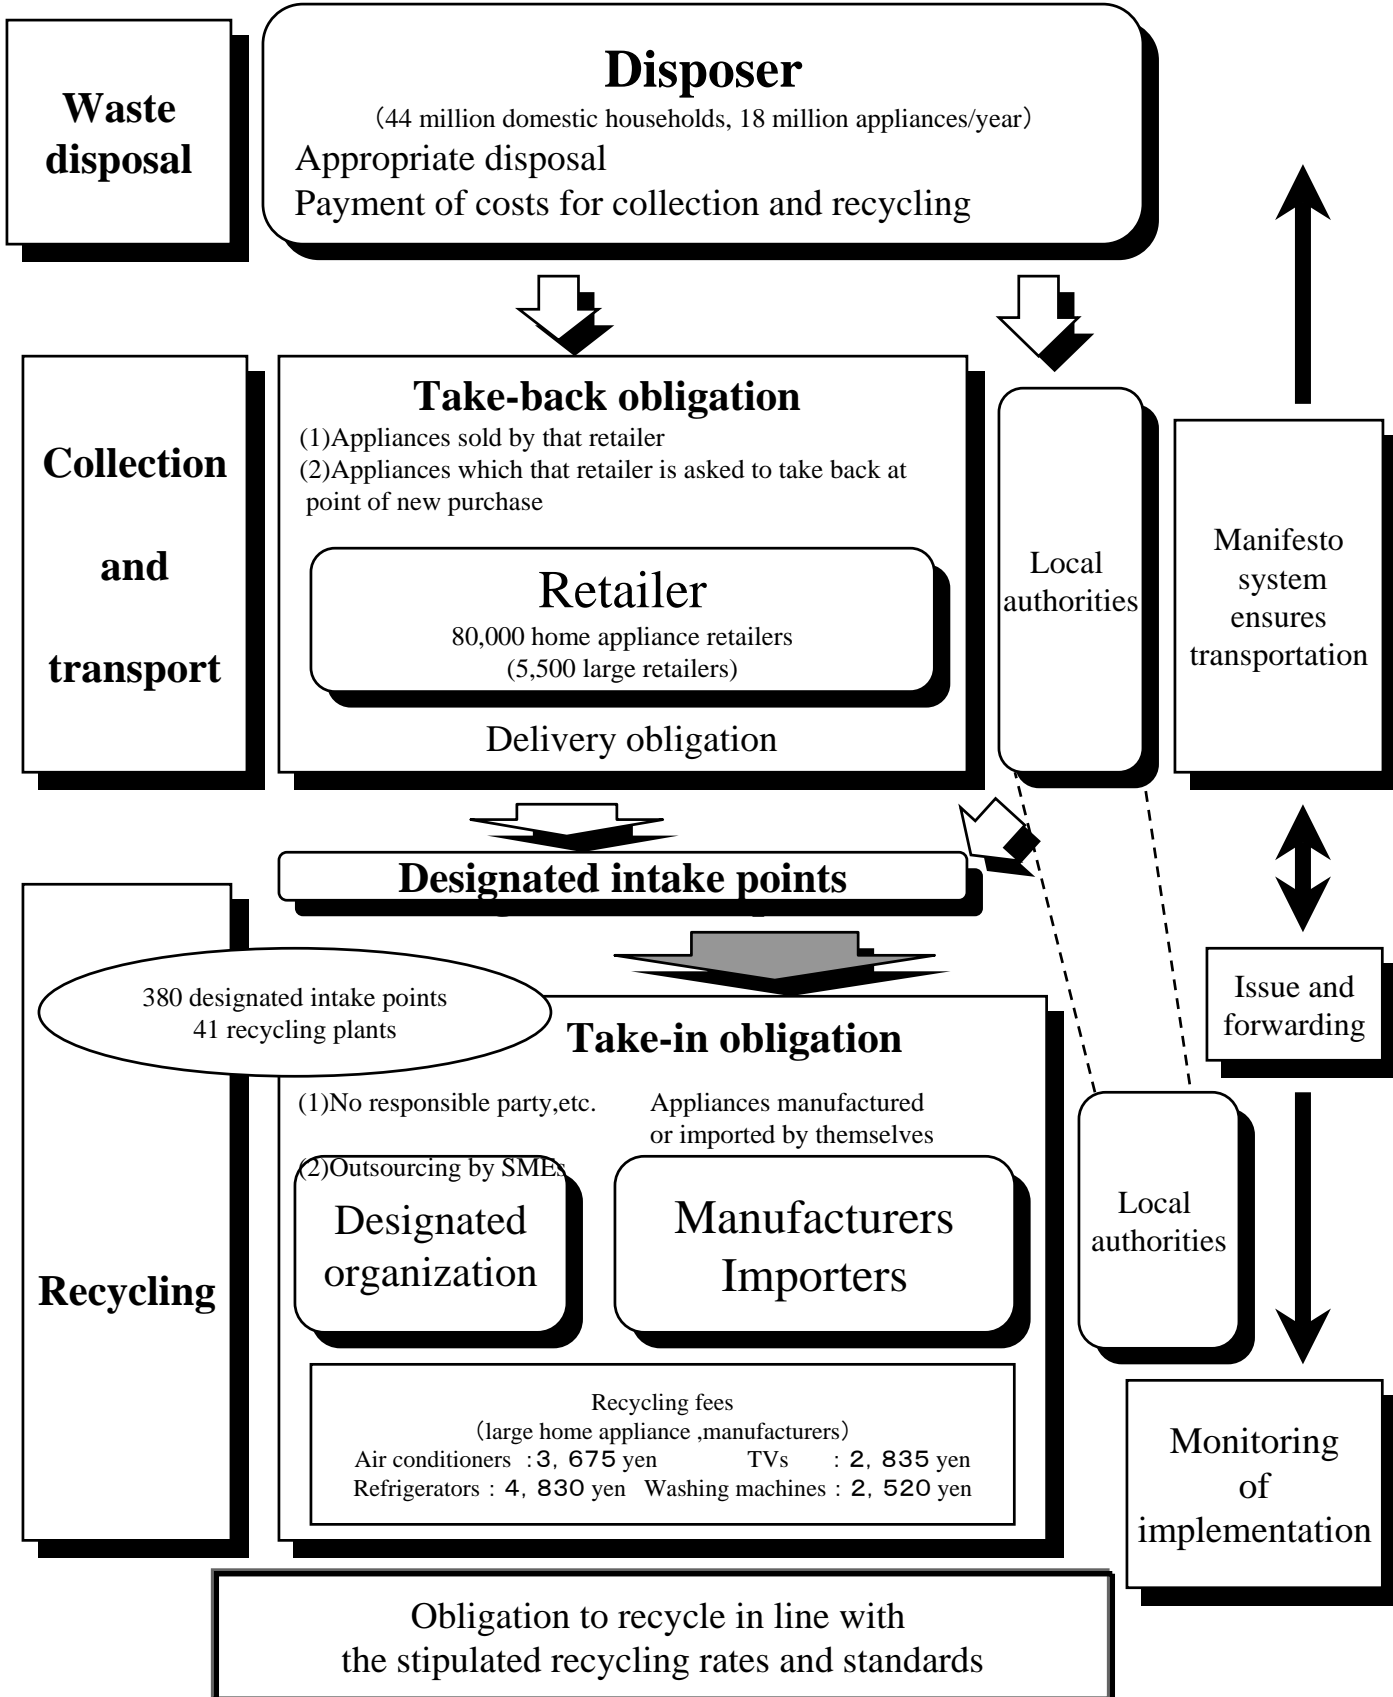 Waste
disposal
Disposer
（44 million domestic households, 18 million appliances/year）
Appropriate disposal
Payment of costs for collection and recycling
Collection
and
transport
Take-back obligation
(1)Appliances sold by that retailer
(2)Appliances which that retailer is asked to take back at
point of new purchase
Retailer
80,000 home appliance retailers
(5,500 large retailers)
Delivery obligation
Local
authorities
Manifesto
system
ensures
transportation
Designated intake points
380 designated intake points
41 recycling plants
Issue and
forwarding
Recycling
Take-in obligation
(1)No responsible party,etc.
(2)Outsourcing by SMEs
Appliances manufactured
or imported by themselves
Designated
organization
Manufacturers
Importers
Local
authorities
Recycling fees
（large home appliance ,manufacturers）
Air conditioners ：3，675 yen TVs ：2，835 yen
Refrigerators：4，830 yen Washing machines：2，520 yen
Monitoring
of
implementation
Obligation to recycle in line with
the stipulated recycling rates and standards